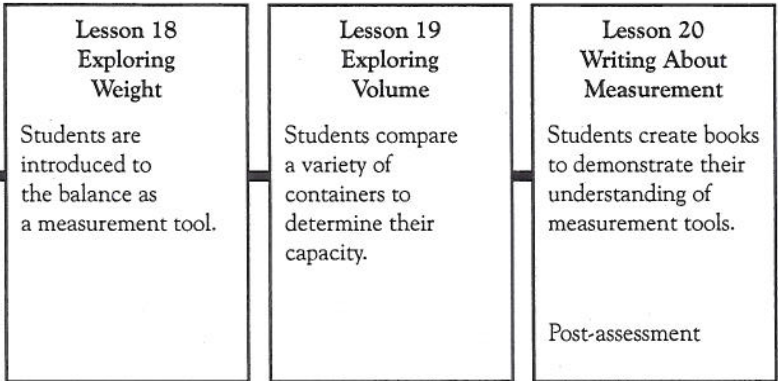 Lesson 18
Exploring
Weight
Students are
introduced to
the balance as
a measurement tool.
Lesson 19
Exploring
Volume
Students compare
a variety of
containers to
determine their
capacity.
Lesson 20
Writing About
Measurement
Students create books
to demonstrate their
understanding of
measurement tools.
Post-assessment